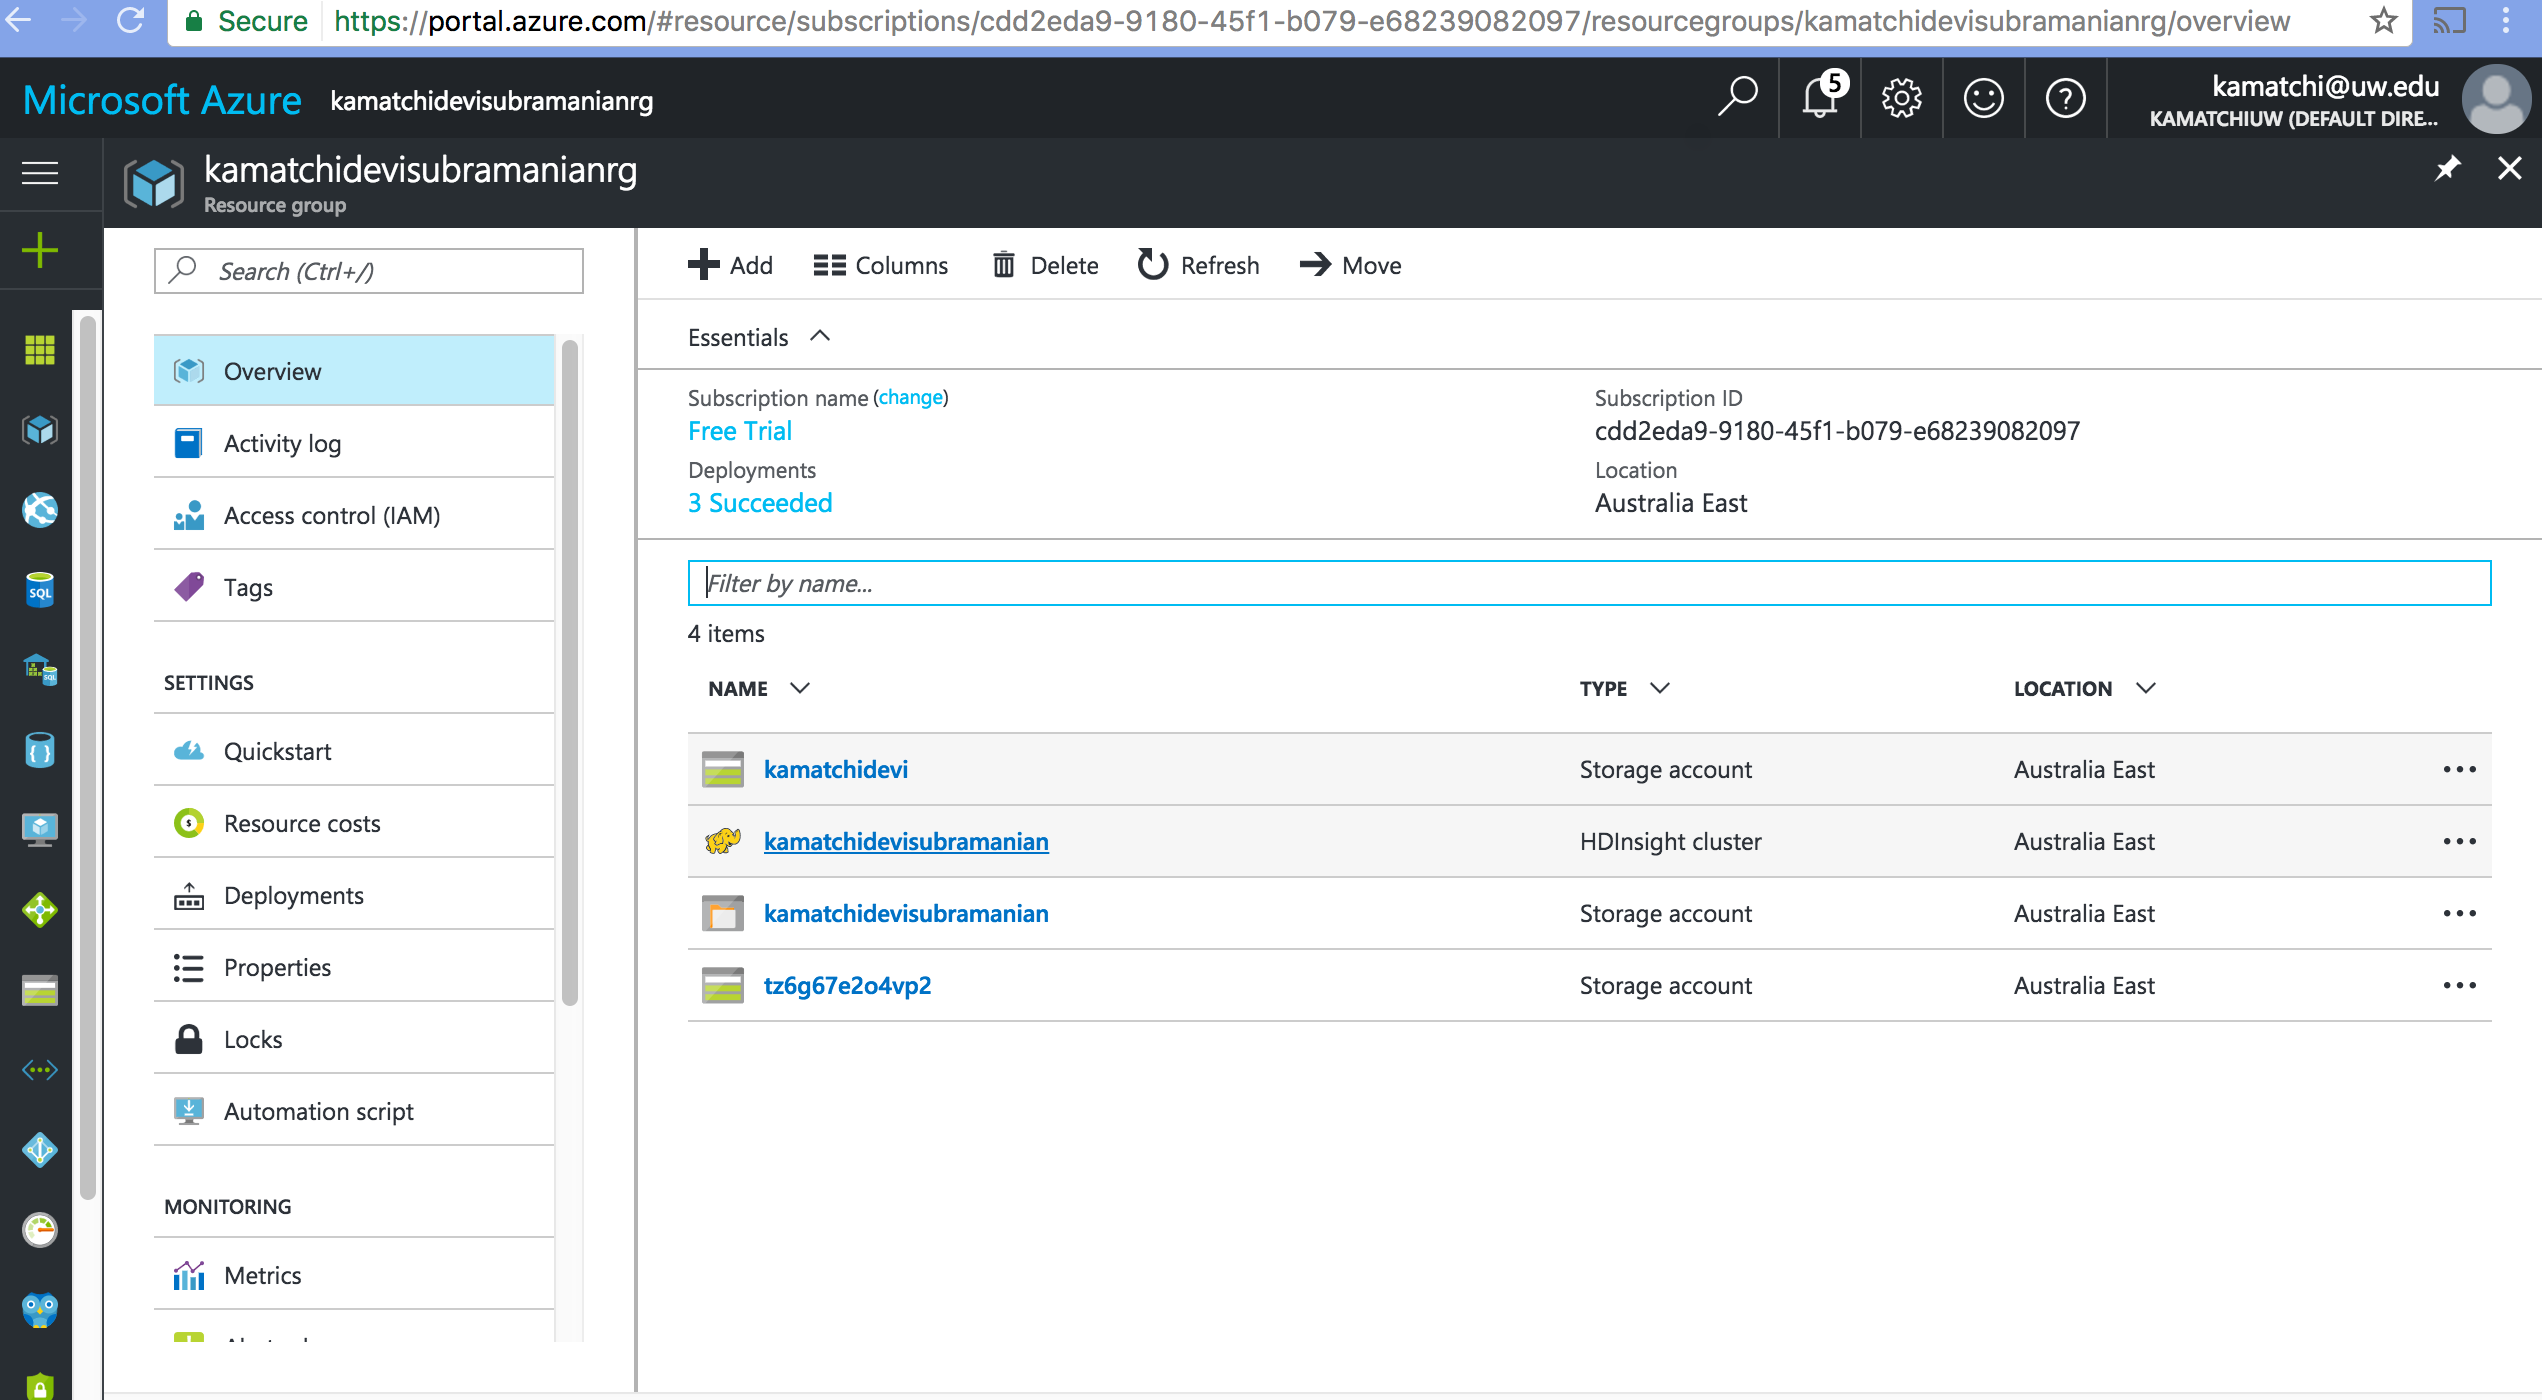 Secure https://portal.azure.com/#resource/subscriptions/cdd2eda9-9180-45f1-b079-e68239082097/resourcegroups/kamatchidevisubramanianrg/overview
Microsoft Azure kamatchidevisubramanianrg
5
kamatchi@uw.edu
KAMATCHIUW (DEFAULT DIRE...
kamatchidevisubramanianrg
Resource group
Search (Ctrl+/)
Overview
Activity log
Access control (IAM)
Tags
SETTINGS
Quickstart
Resource costs
Deployments
Properties
Locks
Automation script
MONITORING
Metrics
Add Columns Delete Refresh Move
Essentials
Subscription name (change)
Free Trial
Deployments
3 Succeeded
Subscription ID
cdd2eda9-9180-45f1-b079-e68239082097
Location
Australia East
Filter by name...
4 items
NAME TYPE LOCATION
kamatchidevi Storage account Australia East
kamatchidevisubramanian HDInsight cluster Australia East
kamatchidevisubramanian Storage account Australia East
tz6g67e2o4vp2 Storage account Australia East
SQL
SQL